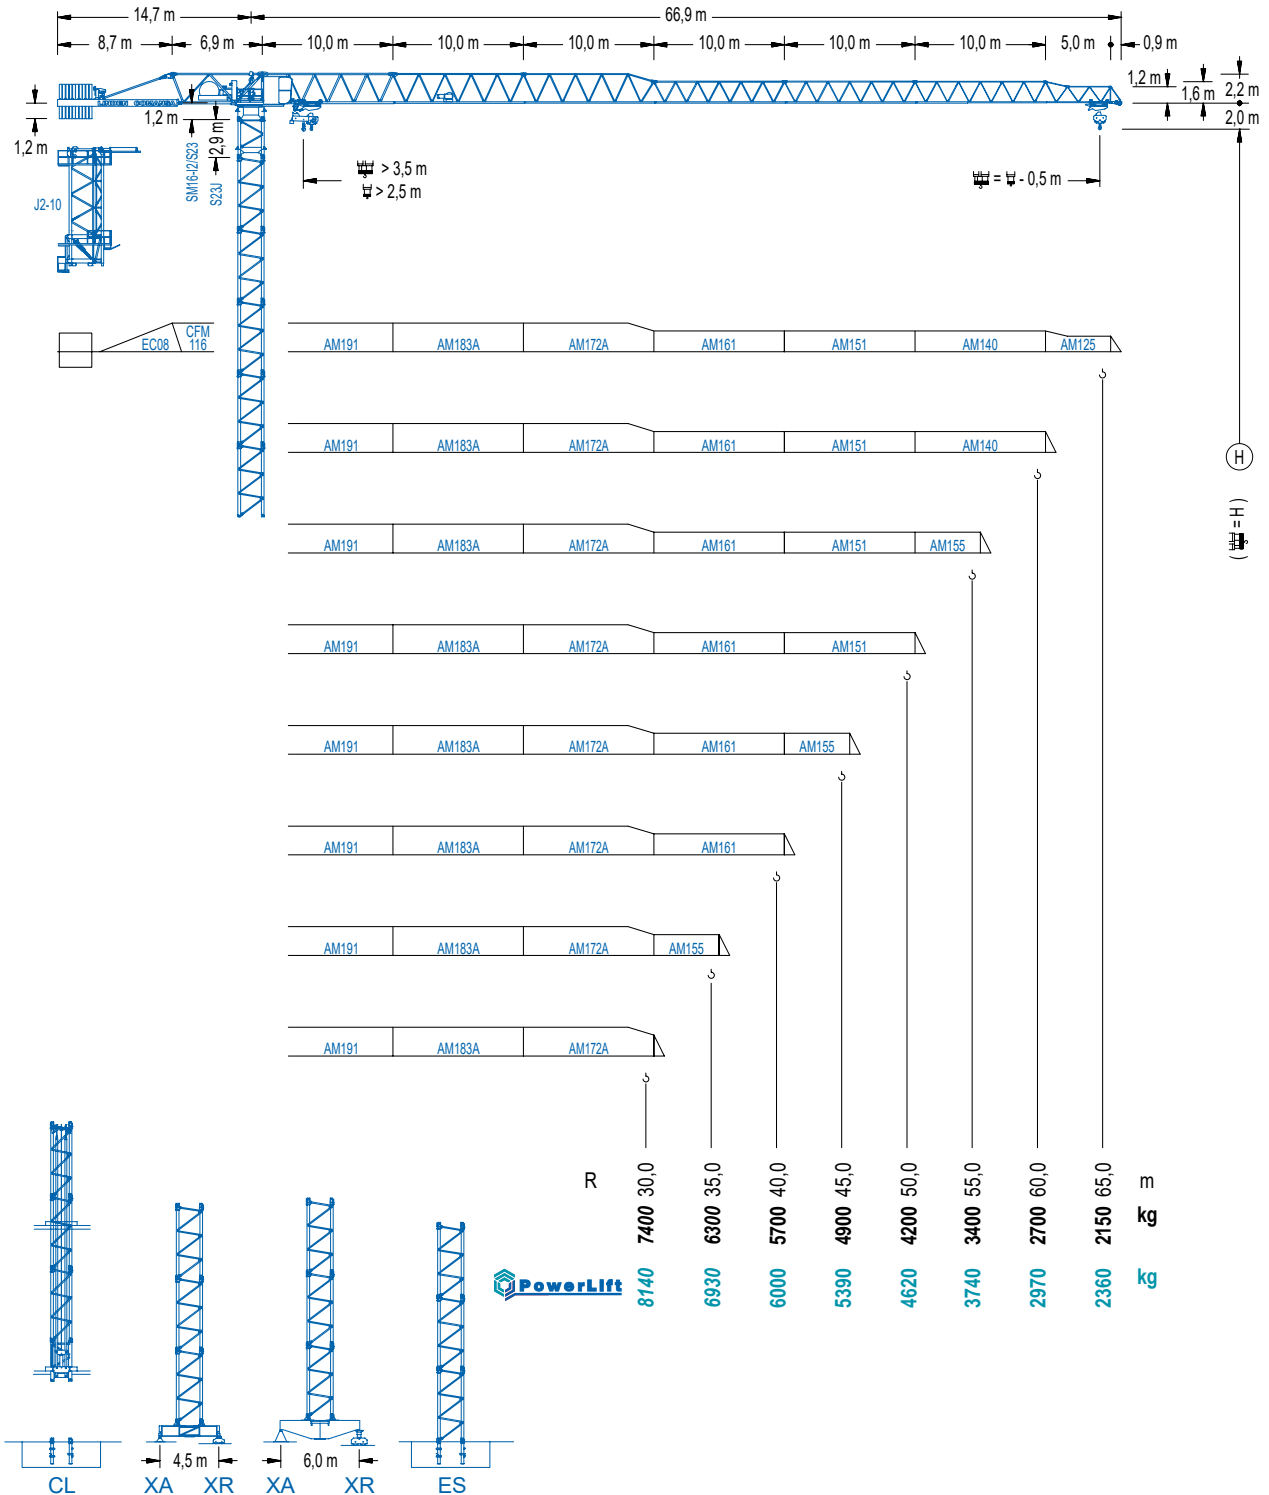 14,7 m 66,9 m
8,7 m 6,9 m 10,0 m 10,0 m 10,0 m 10,0 m 10,0 m 10,0 m 5,0 m 0,9 m
LINDEN COMANSA
1,2 m 1,6 m 2,2 m
2,0 m
1,2 m 1,2 m 2,9 m
SM16-I2/S23
S23J
J2-10
> 3,5 m
> 2,5 m
= - 0,5 m
EC08 CFM 116 AM191 AM183A AM172A AM161 AM151 AM140 AM125
AM191 AM183A AM172A AM161 AM151 AM140
H
( = H )
AM191 AM183A AM172A AM161 AM151 AM155
AM191 AM183A AM172A AM161 AM151
AM191 AM183A AM172A AM161 AM155
AM191 AM183A AM172A AM161
AM191 AM183A AM172A AM155
AM191 AM183A AM172A
R 30,0 35,0 40,0 45,0 50,0 55,0 60,0 65,0 m
7400 6300 5700 4900 4200 3400 2700 2150 kg
PowerLift 8140 6930 6000 5390 4620 3740 2970 2360 kg
4,5 m 6,0 m
CL XA XR XA XR ES